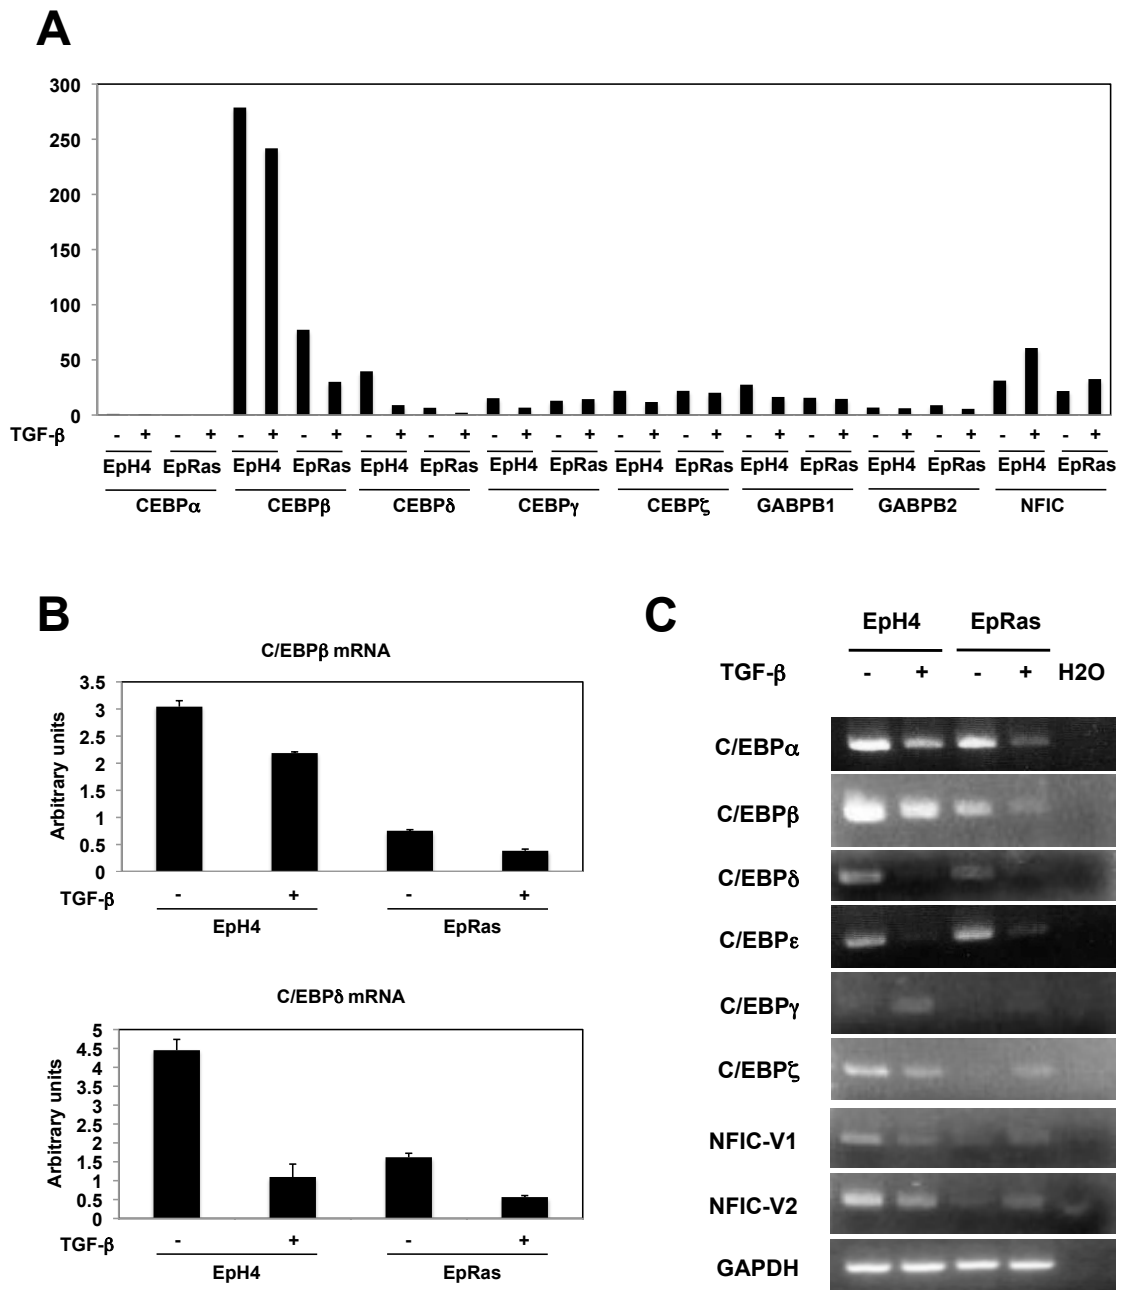 A
300
250
200
150
100
50
0
TGF-β - + - + - + - + - + - + - + - + - + - + - + - + - + - + - + - +
EpH4 EpRas EpH4 EpRas EpH4 EpRas EpH4 EpRas EpH4 EpRas EpH4 EpRas EpH4 EpRas EpH4 EpRas
CEBPα CEBPβ CEBPδ CEBPγ CEBPζ GABPB1 GABPB2 NFIC
B
C/EBPβ mRNA
Arbitrary units
3.5
3
2.5
2
1.5
1
0.5
0
TGF-β - + - +
EpH4 EpRas
C/EBPδ mRNA
Arbitrary units
5
4.5
4
3.5
3
2.5
2
1.5
1
0.5
0
TGF-β - + - +
EpH4 EpRas
C
EpH4 EpRas
TGF-β - + - + H2O
C/EBPα
C/EBPβ
C/EBPδ
C/EBPε
C/EBPγ
C/EBPζ
NFIC-V1
NFIC-V2
GAPDH